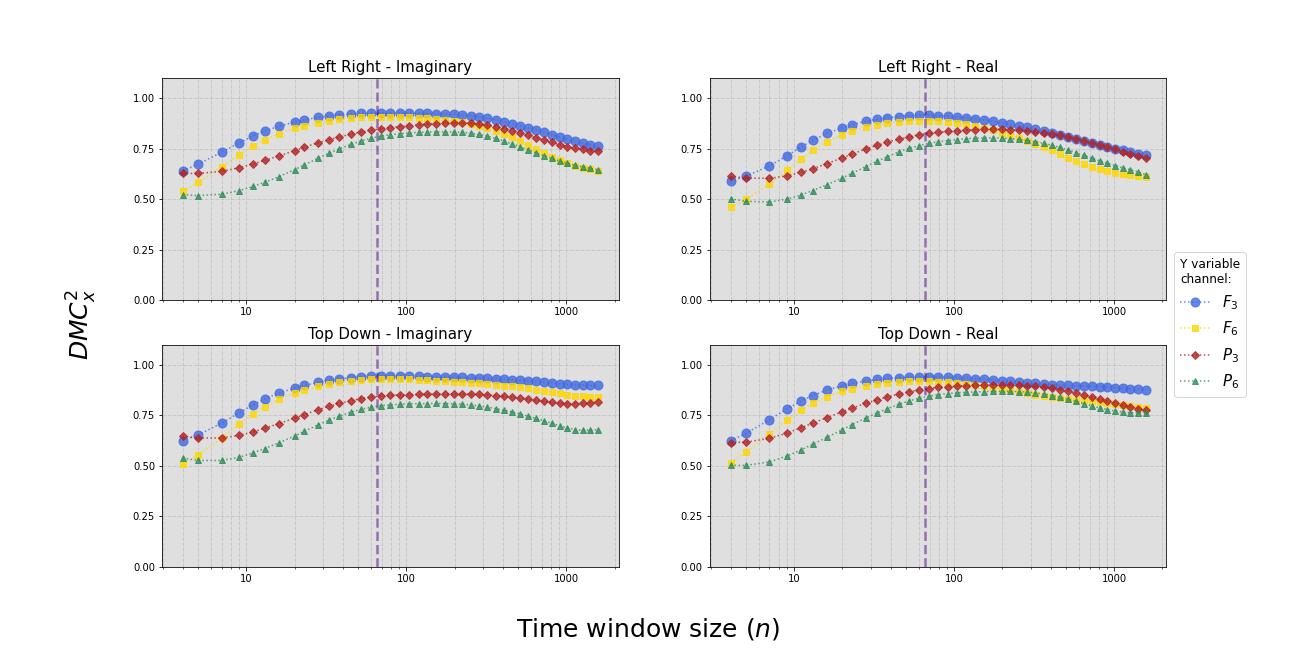 Left Right - Imaginary
1.00
0.75
0.50
0.25
0.00
10 100 1000
Left Right - Real
1.00
0.75
0.50
0.25
0.00
10 100 1000
Top Down - Imaginary
1.00
0.75
0.50
0.25
0.00
10 100 1000
Top Down - Real
1.00
0.75
0.50
0.25
0.00
10 100 1000
Y variable
channel:
F₃
F₆
P₃
P₆
DMC²ₓ
Time window size (n)